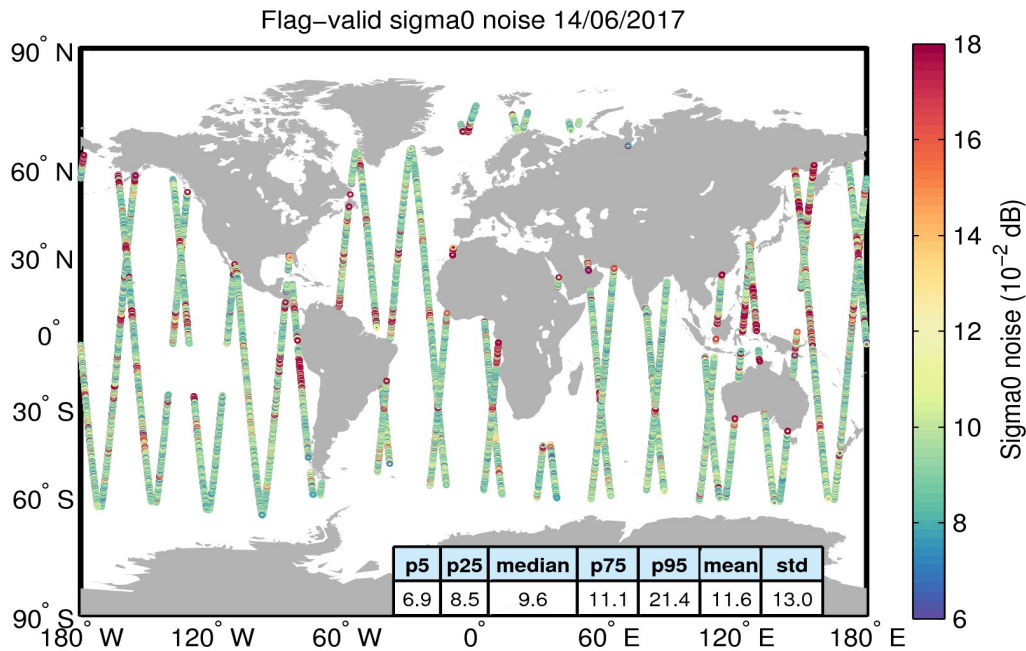 Flag−valid sigma0 noise 14/06/2017
90° N
60° N
30° N
0°
30° S
60° S
90° S
180° W
120° W
60° W
0°
60° E
120° E
180° E
p5 p25 median p75 p95 mean std
6.9 8.5 9.6 11.1 21.4 11.6 13.0
18
16
14
12
10
8
6
Sigma0 noise (10⁻² dB)